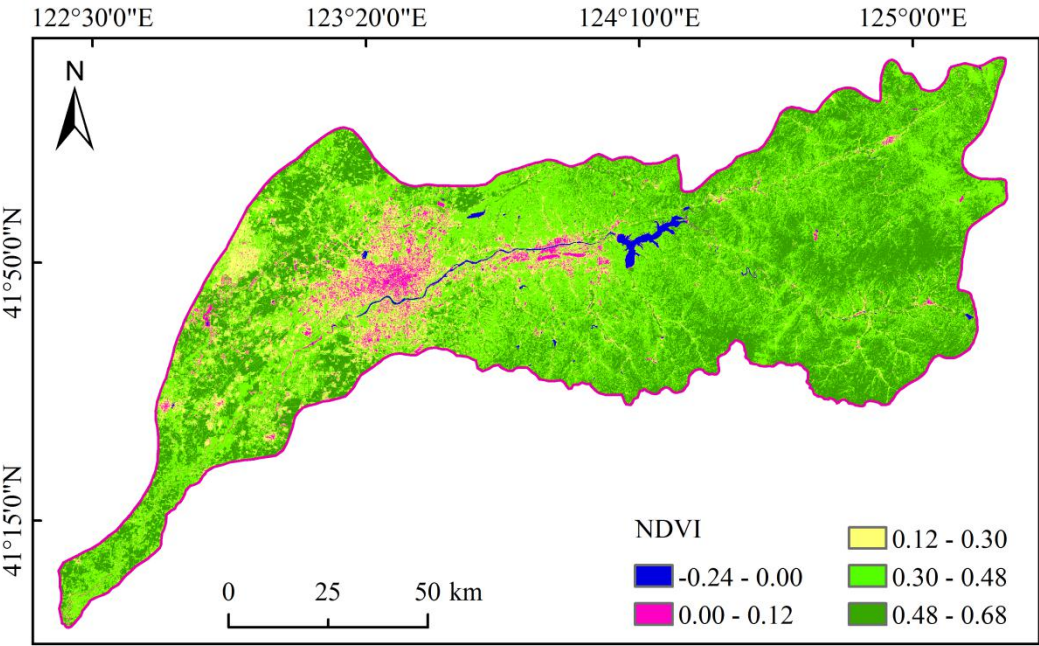 122°30'0"E 123°20'0"E 124°10'0"E 125°0'0"E
N
41°50'0"N
41°15'0"N
NDVI
-0.24 - 0.00
0.00 - 0.12
0.12 - 0.30
0.30 - 0.48
0.48 - 0.68
0 25 50 km